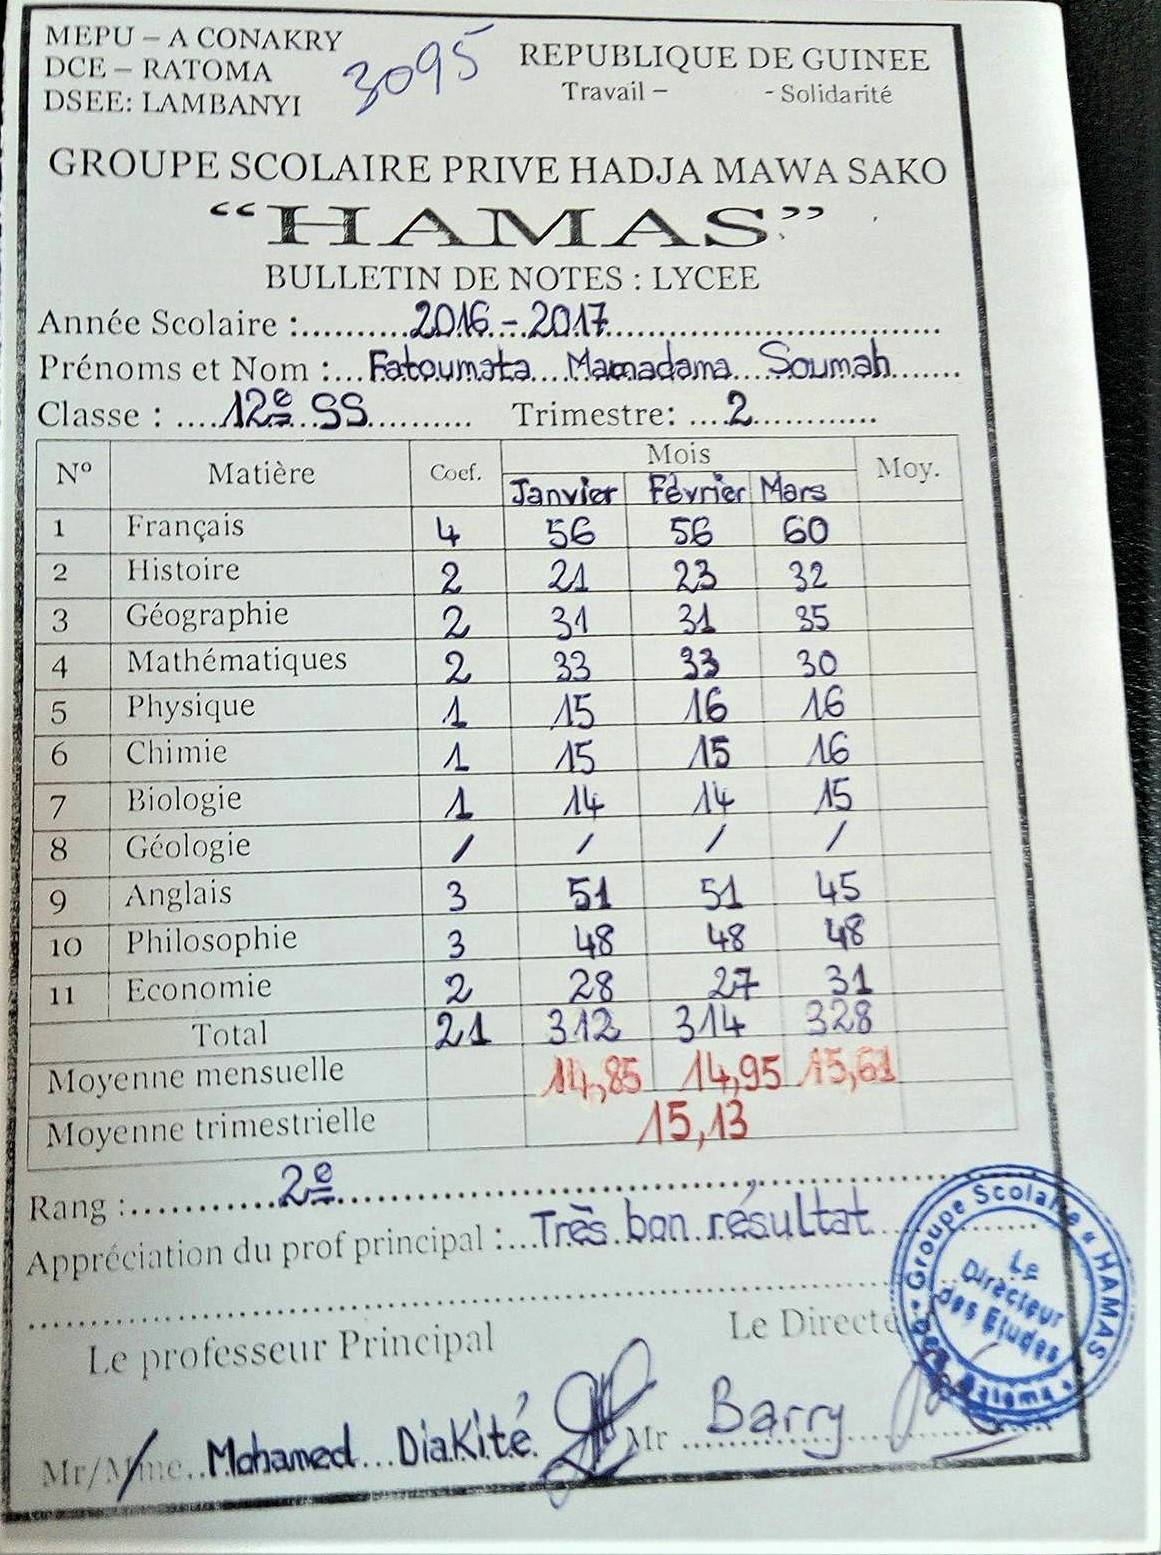 MEPU – A CONAKRY
DCE – RATOMA
DSEE: LAMBANYI
3095
REPUBLIQUE DE GUINEE
Travail – - Solidarité
GROUPE SCOLAIRE PRIVE HADJA MAWA SAKO
“HAMAS”
BULLETIN DE NOTES : LYCEE
Année Scolaire : 2016 - 2017
Prénoms et Nom : Fatoumata Mamadama Soumah
Classe : 12e SS Trimestre: 2
N° Matière Coef. Mois Moy.
Janvier Février Mars
1 Français 4 56 56 60
2 Histoire 2 21 23 32
3 Géographie 2 31 31 35
4 Mathématiques 2 33 33 30
5 Physique 1 15 16 16
6 Chimie 1 15 15 16
7 Biologie 1 14 14 15
8 Géologie / / / /
9 Anglais 3 51 51 45
10 Philosophie 3 48 48 48
11 Economie 2 28 27 31
Total 21 312 314 328
Moyenne mensuelle 14,85 14,95 15,61
Moyenne trimestrielle 15,13
Rang : 2e
Appréciation du prof principal : Très bon résultat
Le professeur Principal Le Directe
Mr/Mme Mohamed Diakité Mr Barry
Groupe Scolaire « HAMAS
Le
Directeur
des Etudes
Ratoma